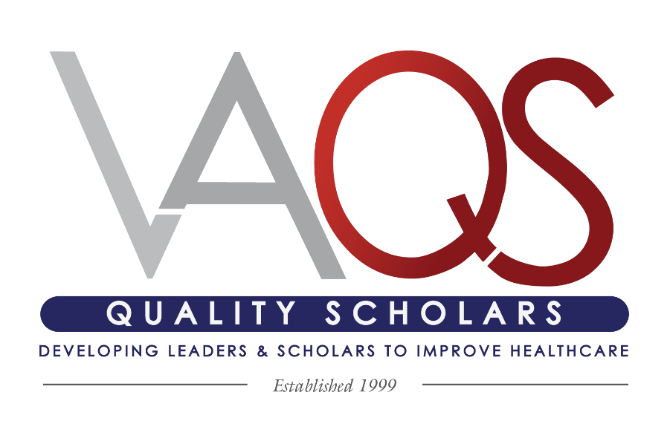 VAQS
QUALITY SCHOLARS
DEVELOPING LEADERS & SCHOLARS TO IMPROVE HEALTHCARE
Established 1999